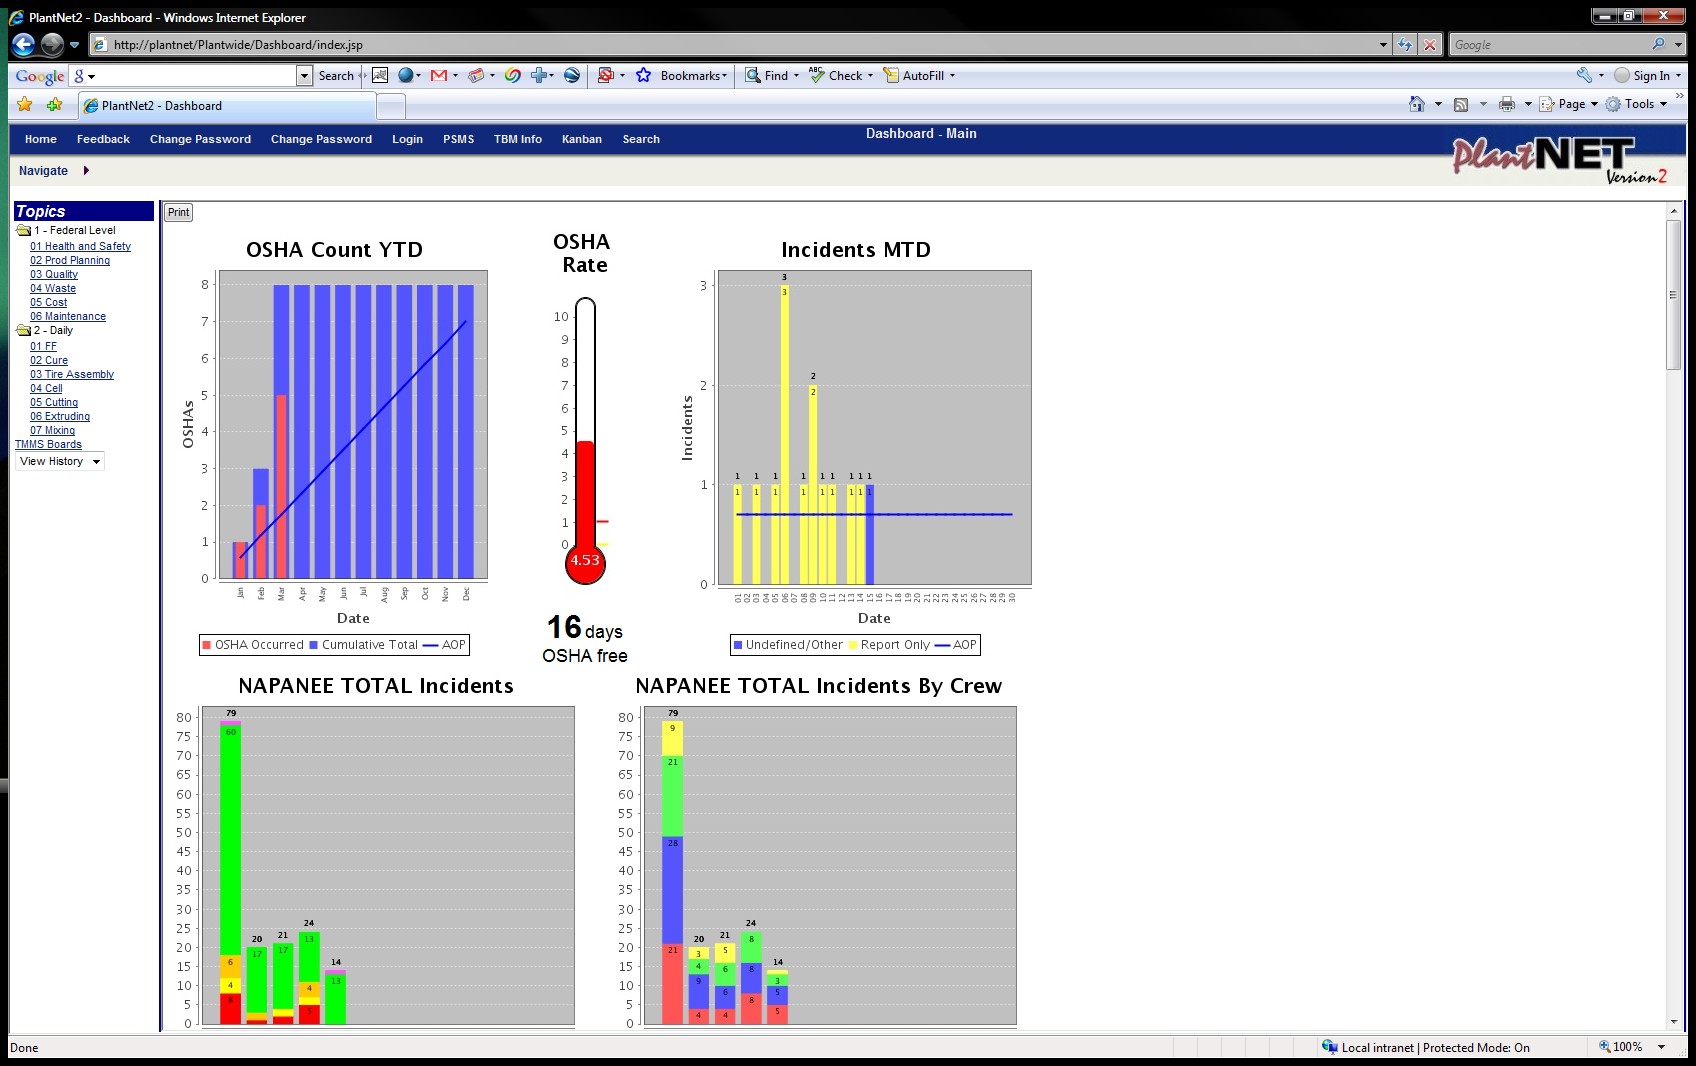 PlantNet2 - Dashboard - Windows Internet Explorer
http://plantnet/Plantwide/Dashboard/index.jsp
Google
Google
Search
Bookmarks
Find
Check
AutoFill
Sign In
PlantNet2 - Dashboard
Page
Tools
Home Feedback Change Password Change Password Login PSMS TBM Info Kanban Search
Dashboard - Main
PlantNET
Version2
Navigate
Topics
1 - Federal Level
01 Health and Safety
02 Prod Planning
03 Quality
04 Waste
05 Cost
06 Maintenance
2 - Daily
01 FF
02 Cure
03 Tire Assembly
04 Cell
05 Cutting
06 Extruding
07 Mixing
TMMS Boards
View History
Print
OSHA Count YTD
8
7
6
5
4
3
2
1
0
OSHAs
Jan Feb Mar Apr May Jun Jul Aug Sep Oct Nov Dec
Date
OSHA Occurred Cumulative Total AOP
OSHA
Rate
10
9
8
7
6
5
4
3
2
1
0
4.53
16 days
OSHA free
Incidents MTD
3
2
1
0
Incidents
3
3
2
2
1 1 1 1 1 1 1 1 1
1 1 1 1 1 1 1 1 1
01 02 03 04 05 06 07 08 09 10 11 12 13 14 15 16 17 18 19 20 21 22 23 24 25 26 27 28 29 30
Date
Undefined/Other Report Only AOP
NAPANEE TOTAL Incidents
80
75
70
65
60
55
50
45
40
35
30
25
20
15
10
5
0
79
60
6
4
8
20
17
21
17
24
13
4
5
14
13
NAPANEE TOTAL Incidents By Crew
80
75
70
65
60
55
50
45
40
35
30
25
20
15
10
5
0
79
9
21
28
21
20
3
4
9
4
21
5
6
6
4
24
8
8
8
14
3
5
5
Done
Local intranet | Protected Mode: On
100%